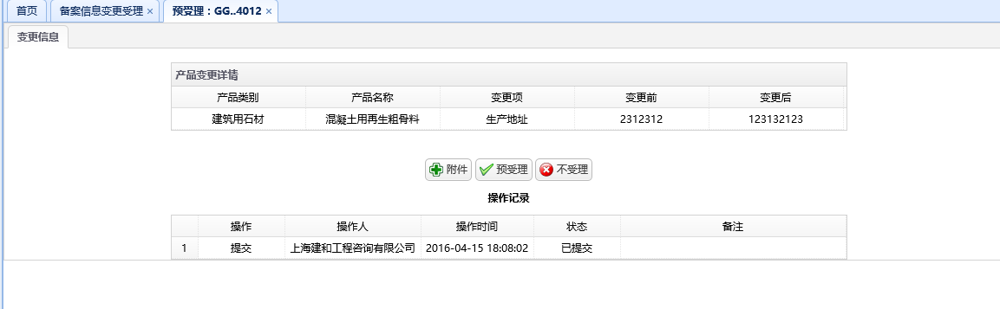 首页 备案信息变更受理 × 预受理：GG..4012 ×
变更信息
产品变更详情
产品类别 产品名称 变更项 变更前 变更后
建筑用石材 混凝土用再生粗骨料 生产地址 2312312 123132123
附件 预受理 不受理
操作记录
操作 操作人 操作时间 状态 备注
1 提交 上海建和工程咨询有限公司 2016-04-15 18:08:02 已提交